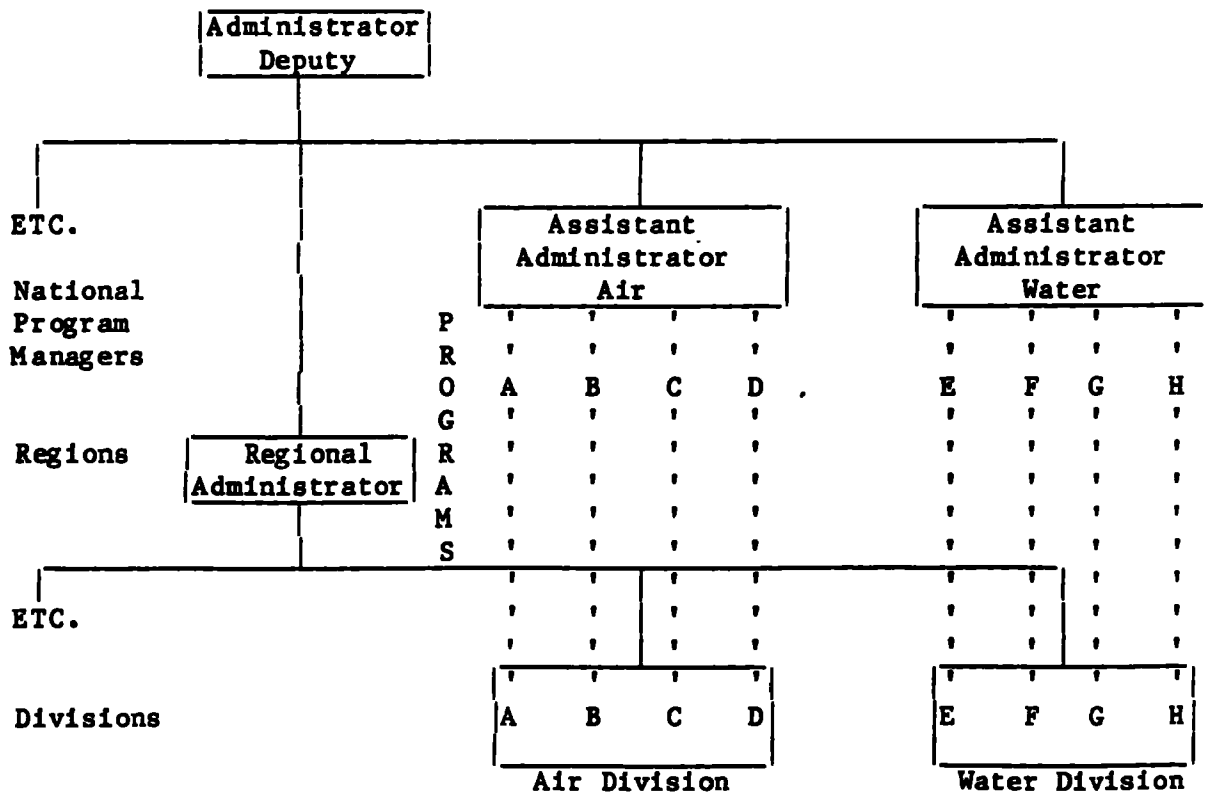 Administrator
Deputy
ETC.
Assistant
Administrator
Air
Assistant
Administrator
Water
National
Program
Managers
PROGRAMS
A B C D
E F G H
Regions
Regional
Administrator
ETC.
Divisions
A B C D
E F G H
Air Division
Water Division